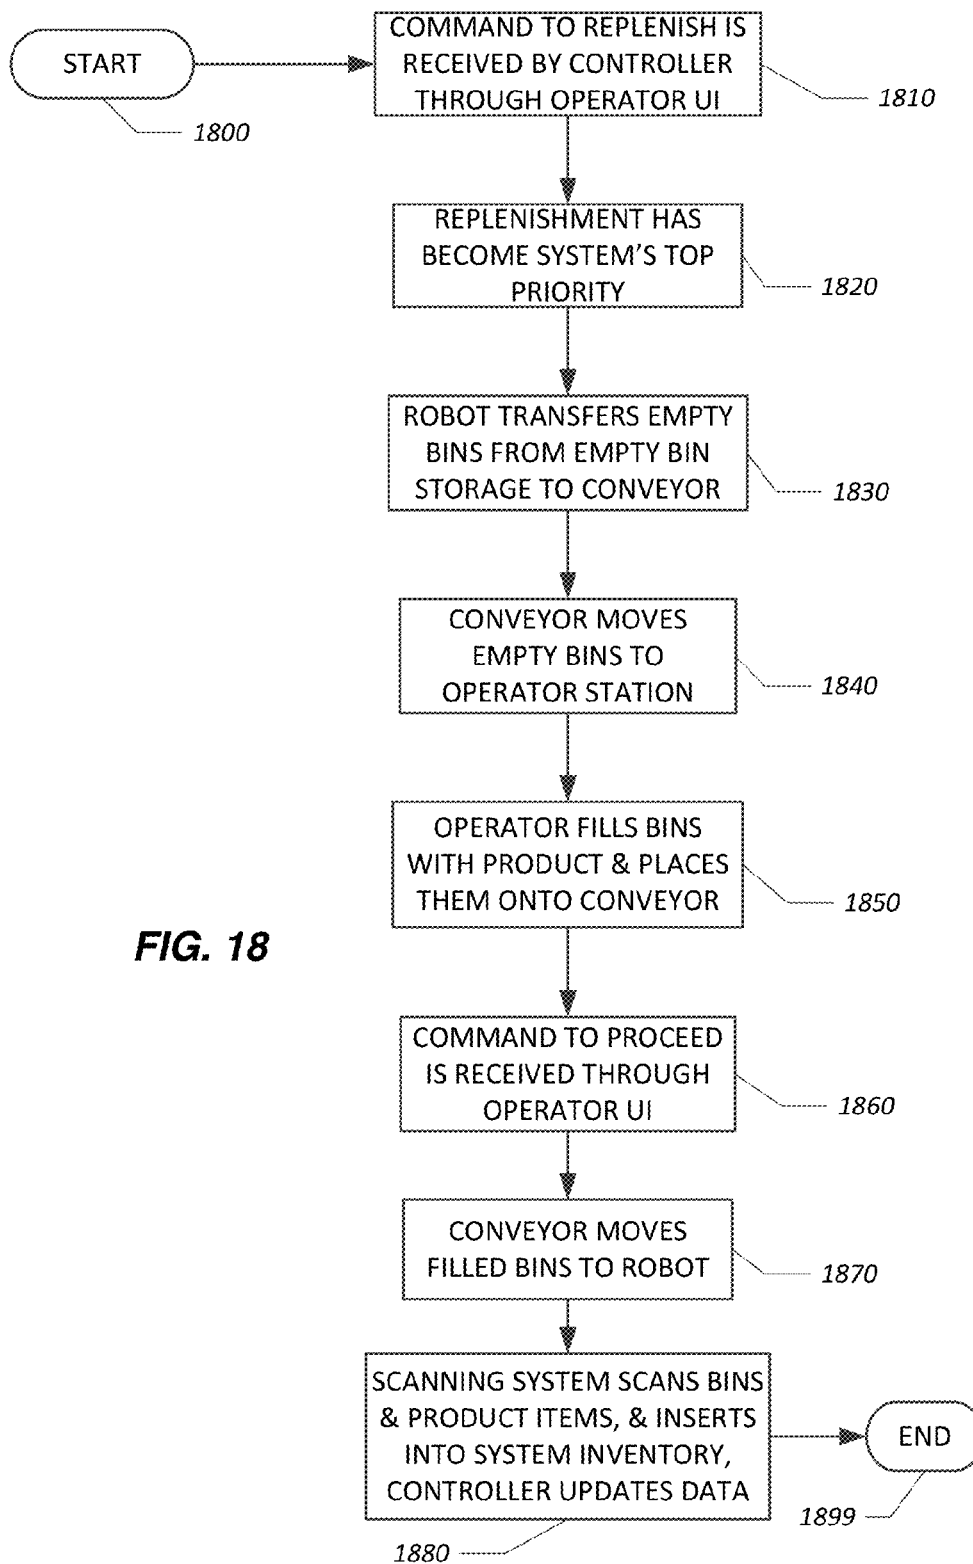 START
1800
COMMAND TO REPLENISH IS
RECEIVED BY CONTROLLER
THROUGH OPERATOR UI
1810
REPLENISHMENT HAS
BECOME SYSTEM'S TOP
PRIORITY
1820
ROBOT TRANSFERS EMPTY
BINS FROM EMPTY BIN
STORAGE TO CONVEYOR
1830
CONVEYOR MOVES
EMPTY BINS TO
OPERATOR STATION
1840
OPERATOR FILLS BINS
WITH PRODUCT & PLACES
THEM ONTO CONVEYOR
1850
FIG. 18
COMMAND TO PROCEED
IS RECEIVED THROUGH
OPERATOR UI
1860
CONVEYOR MOVES
FILLED BINS TO ROBOT
1870
SCANNING SYSTEM SCANS BINS
& PRODUCT ITEMS, & INSERTS
INTO SYSTEM INVENTORY,
CONTROLLER UPDATES DATA
1880
END
1899